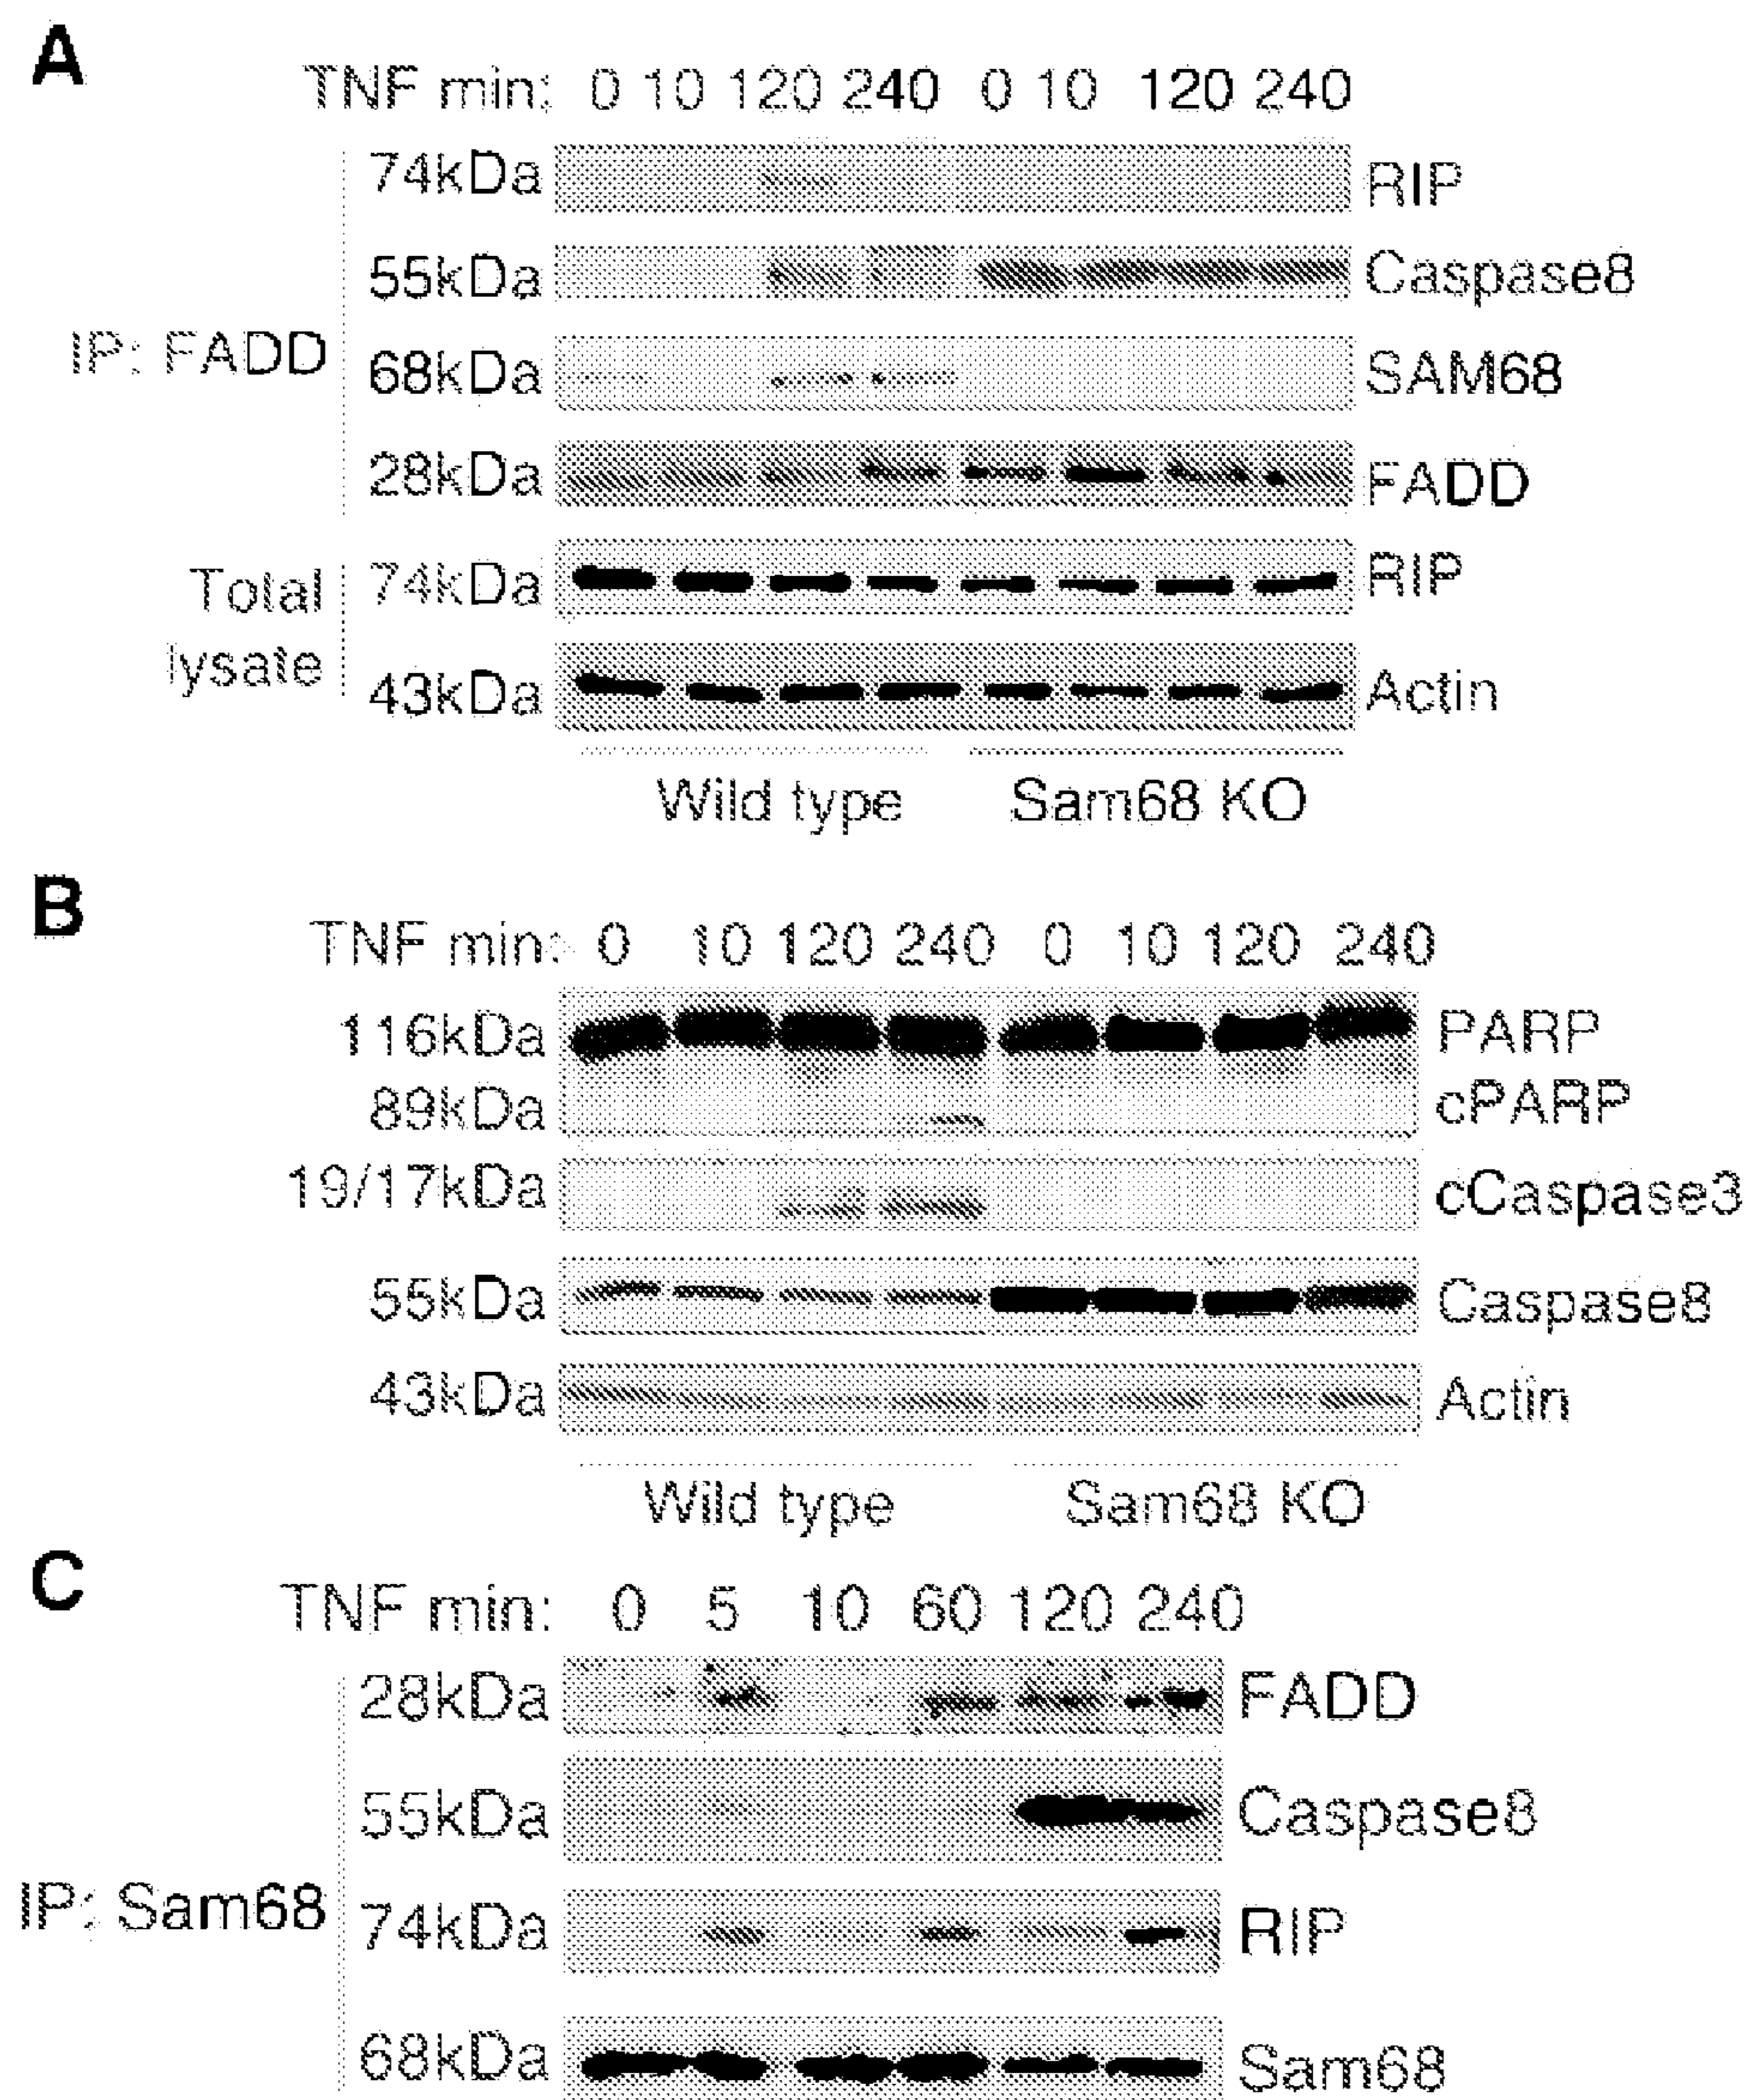 A
TNF min: 0 10 120 240 0 10 120 240
74kDa RIP
55kDa Caspase8
IP: FADD
68kDa SAM68
28kDa FADD
Total lysate
74kDa RIP
43kDa Actin
Wild type Sam68 KO
B
TNF min: 0 10 120 240 0 10 120 240
116kDa PARP
89kDa cPARP
19/17kDa cCaspase3
55kDa Caspase8
43kDa Actin
Wild type Sam68 KO
C
TNF min: 0 5 10 60 120 240
28kDa FADD
55kDa Caspase8
IP: Sam68
74kDa RIP
68kDa Sam68